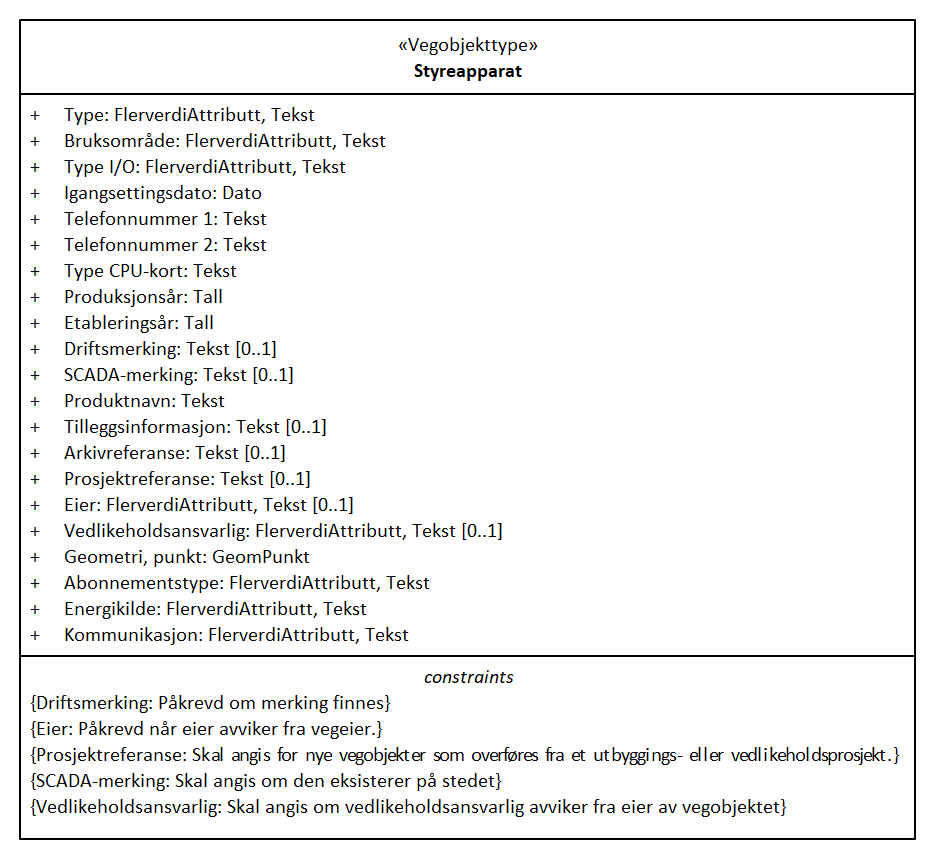 «Vegobjekttype»
Styreapparat
+ Type: FlerverdiAttributt, Tekst
+ Bruksområde: FlerverdiAttributt, Tekst
+ Type I/O: FlerverdiAttributt, Tekst
+ Igangsettingsdato: Dato
+ Telefonnummer 1: Tekst
+ Telefonnummer 2: Tekst
+ Type CPU-kort: Tekst
+ Produksjonsår: Tall
+ Etableringsår: Tall
+ Driftsmerking: Tekst [0..1]
+ SCADA-merking: Tekst [0..1]
+ Produktnavn: Tekst
+ Tilleggsinformasjon: Tekst [0..1]
+ Arkivreferanse: Tekst [0..1]
+ Prosjektreferanse: Tekst [0..1]
+ Eier: FlerverdiAttributt, Tekst [0..1]
+ Vedlikeholdsansvarlig: FlerverdiAttributt, Tekst [0..1]
+ Geometri, punkt: GeomPunkt
+ Abonnementstype: FlerverdiAttributt, Tekst
+ Energikilde: FlerverdiAttributt, Tekst
+ Kommunikasjon: FlerverdiAttributt, Tekst
constraints
{Driftsmerking: Påkrevd om merking finnes}
{Eier: Påkrevd når eier avviker fra vegeier.}
{Prosjektreferanse: Skal angis for nye vegobjekter som overføres fra et utbyggings- eller vedlikeholdsprosjekt.}
{SCADA-merking: Skal angis om den eksisterer på stedet}
{Vedlikeholdsansvarlig: Skal angis om vedlikeholdsansvarlig avviker fra eier av vegobjektet}